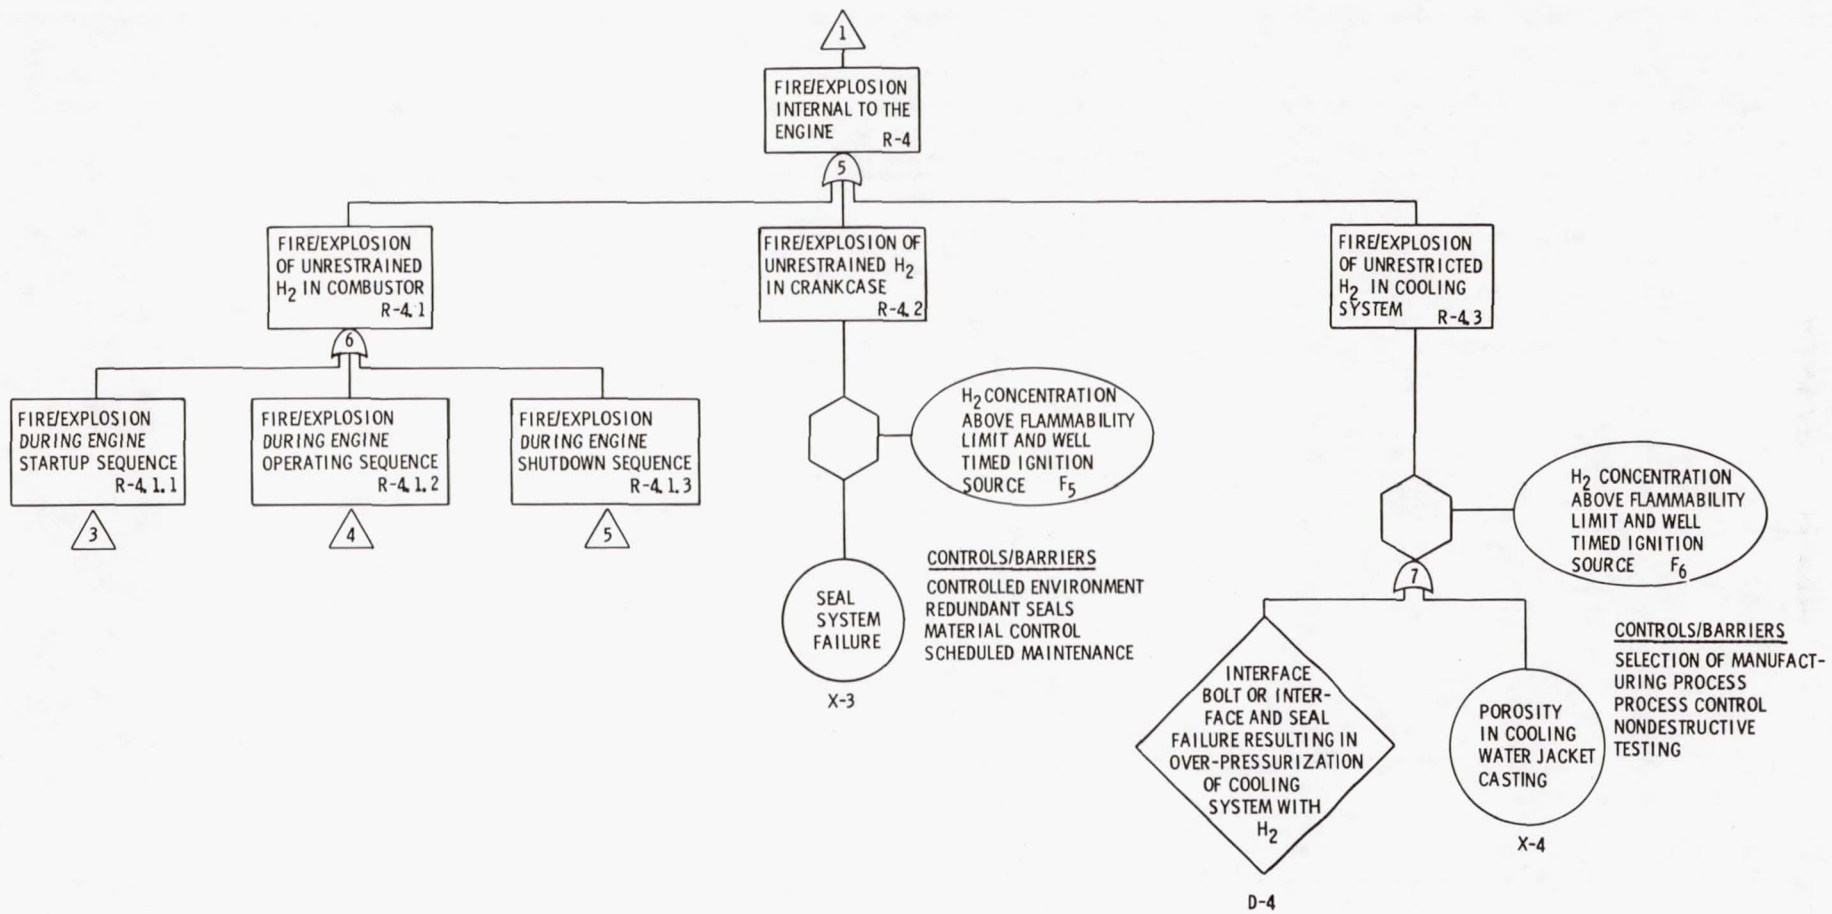 1
FIRE/EXPLOSION
INTERNAL TO THE
ENGINE
R-4
5
FIRE/EXPLOSION
OF UNRESTRAINED
H2 IN COMBUSTOR
R-4.1
FIRE/EXPLOSION OF
UNRESTRAINED H2
IN CRANKCASE
R-4.2
FIRE/EXPLOSION
OF UNRESTRICTED
H2 IN COOLING
SYSTEM R-4.3
6
FIRE/EXPLOSION
DURING ENGINE
STARTUP SEQUENCE
R-4.1.1
FIRE/EXPLOSION
DURING ENGINE
OPERATING SEQUENCE
R-4.1.2
FIRE/EXPLOSION
DURING ENGINE
SHUTDOWN SEQUENCE
R-4.1.3
3
4
5
H2 CONCENTRATION
ABOVE FLAMMABILITY
LIMIT AND WELL
TIMED IGNITION
SOURCE F5
SEAL
SYSTEM
FAILURE
X-3
CONTROLS/BARRIERS
CONTROLLED ENVIRONMENT
REDUNDANT SEALS
MATERIAL CONTROL
SCHEDULED MAINTENANCE
H2 CONCENTRATION
ABOVE FLAMMABILITY
LIMIT AND WELL
TIMED IGNITION
SOURCE F6
7
INTERFACE
BOLT OR INTER-
FACE AND SEAL
FAILURE RESULTING IN
OVER-PRESSURIZATION
OF COOLING
SYSTEM WITH
H2
D-4
POROSITY
IN COOLING
WATER JACKET
CASTING
X-4
CONTROLS/BARRIERS
SELECTION OF MANUFACT-
URING PROCESS
PROCESS CONTROL
NONDESTRUCTIVE
TESTING